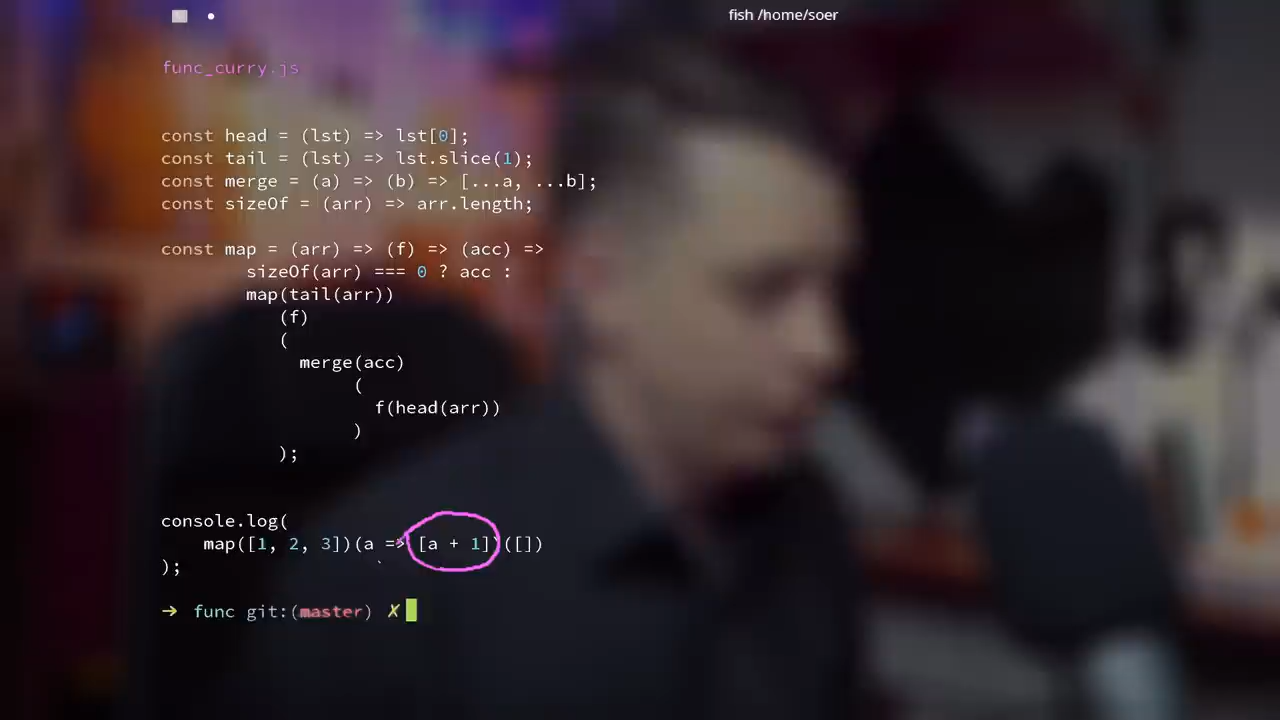 fish /home/soer
func_curry.js
const head = (lst) => lst[0];
const tail = (lst) => lst.slice(1);
const merge = (a) => (b) => [...a, ...b];
const sizeOf = (arr) => arr.length;
const map = (arr) => (f) => (acc) =>
sizeOf(arr) === 0 ? acc :
map(tail(arr))
(f)
(
merge(acc)
(
f(head(arr))
)
);
console.log(
map([1, 2, 3])(a => [a + 1])([])
);
➜ func git:(master) ✗